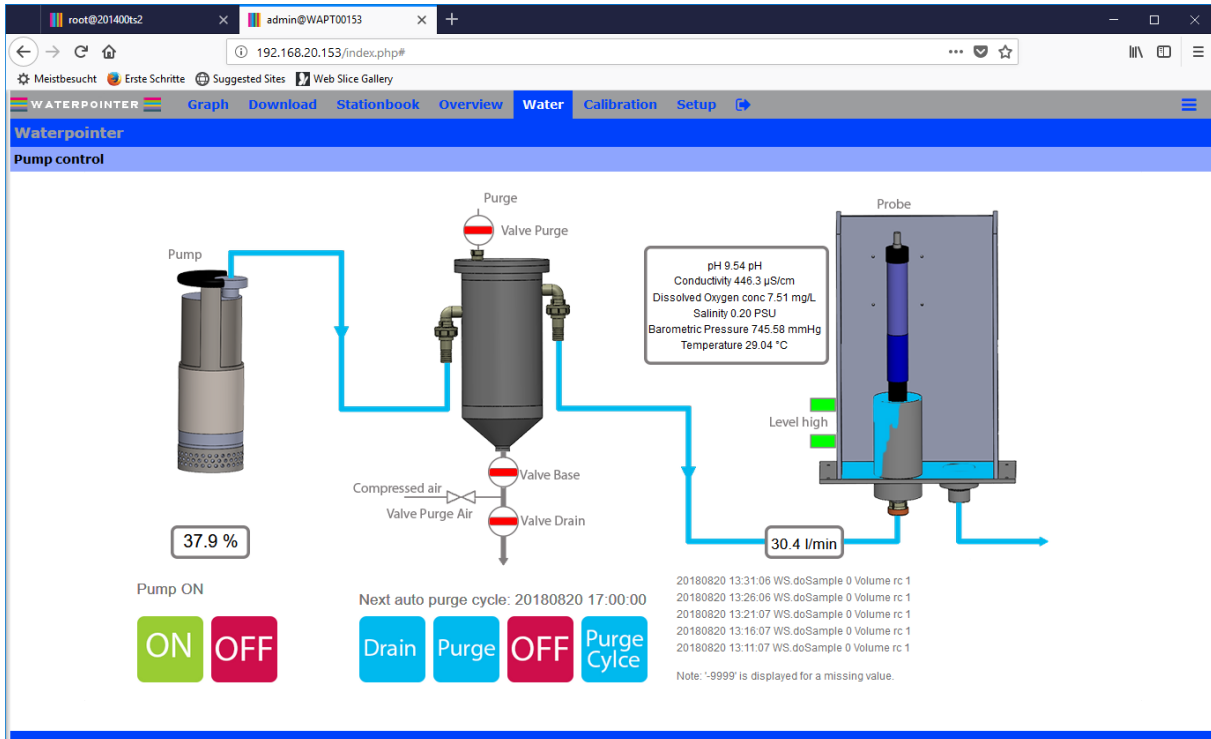 root@201400ts2
admin@WAPT00153
192.168.20.153/index.php#
Meistbesucht Erste Schritte Suggested Sites Web Slice Gallery
WATERPOINTER Graph Download Stationbook Overview Water Calibration Setup
Waterpointer
Pump control
Purge
Valve Purge
Pump
Probe
pH 9.54 pH
Conductivity 446.3 µS/cm
Dissolved Oxygen conc 7.51 mg/L
Salinity 0.20 PSU
Barometric Pressure 745.58 mmHg
Temperature 29.04 °C
Level high
Valve Base
Compressed air
Valve Purge Air
Valve Drain
37.9 %
30.4 l/min
Pump ON
ON OFF
Next auto purge cycle: 20180820 17:00:00
Drain Purge OFF Purge
Cylce
20180820 13:31:06 WS.doSample 0 Volume rc 1
20180820 13:26:06 WS.doSample 0 Volume rc 1
20180820 13:21:07 WS.doSample 0 Volume rc 1
20180820 13:16:07 WS.doSample 0 Volume rc 1
20180820 13:11:07 WS.doSample 0 Volume rc 1
Note: '-9999' is displayed for a missing value.